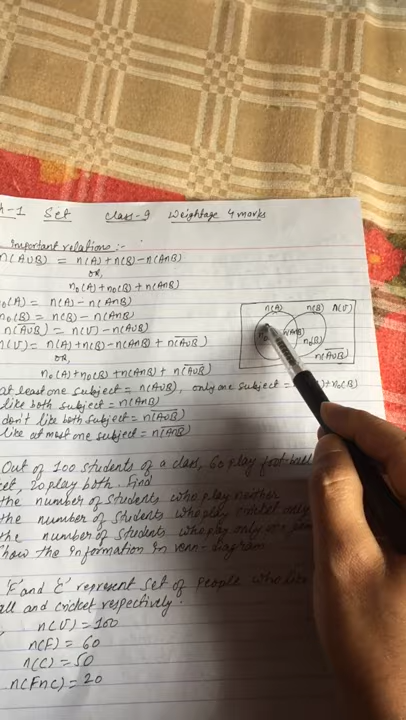 -1 Set Class-9 Weightage 4 marks
Important relations:-
n(A∪B) = n(A)+n(B)-n(A∩B)
or,
n₀(A)+n₀(B)+n(A∩B)
n₀(A) = n(A)-n(A∩B)
n₀(B) = n(B)-n(A∩B)
n(A̅∪̅B̅) = n(U)-n(A∪B)
n(U) = n(A)+n(B)-n(A∩B)+n(A̅∪̅B̅)
or,
n₀(A)+n₀(B)+n(A∩B)+n(A̅∪̅B̅)
at least one subject = n(A∪B), only one subject = +n₀(B)
like both subject = n(A∩B)
don't like both subject = n(A̅∪̅B̅)
like at most one subject = n(A̅∩̅B̅)
n(A) n(B) n(U)
n(A∩B)
n₀(B)
n(A̅∪̅B̅)
Out of 100 students of a class, 60 play foot-ball
20 play both. Find
the number of students who play neither
the number of students who play cricket only
the number of students who play only one
Show the information in venn-diagram
'F' and 'C' represent set of people who like
all and cricket respectively.
n(U) = 100
n(F) = 60
n(C) = 50
n(F∩C) = 20